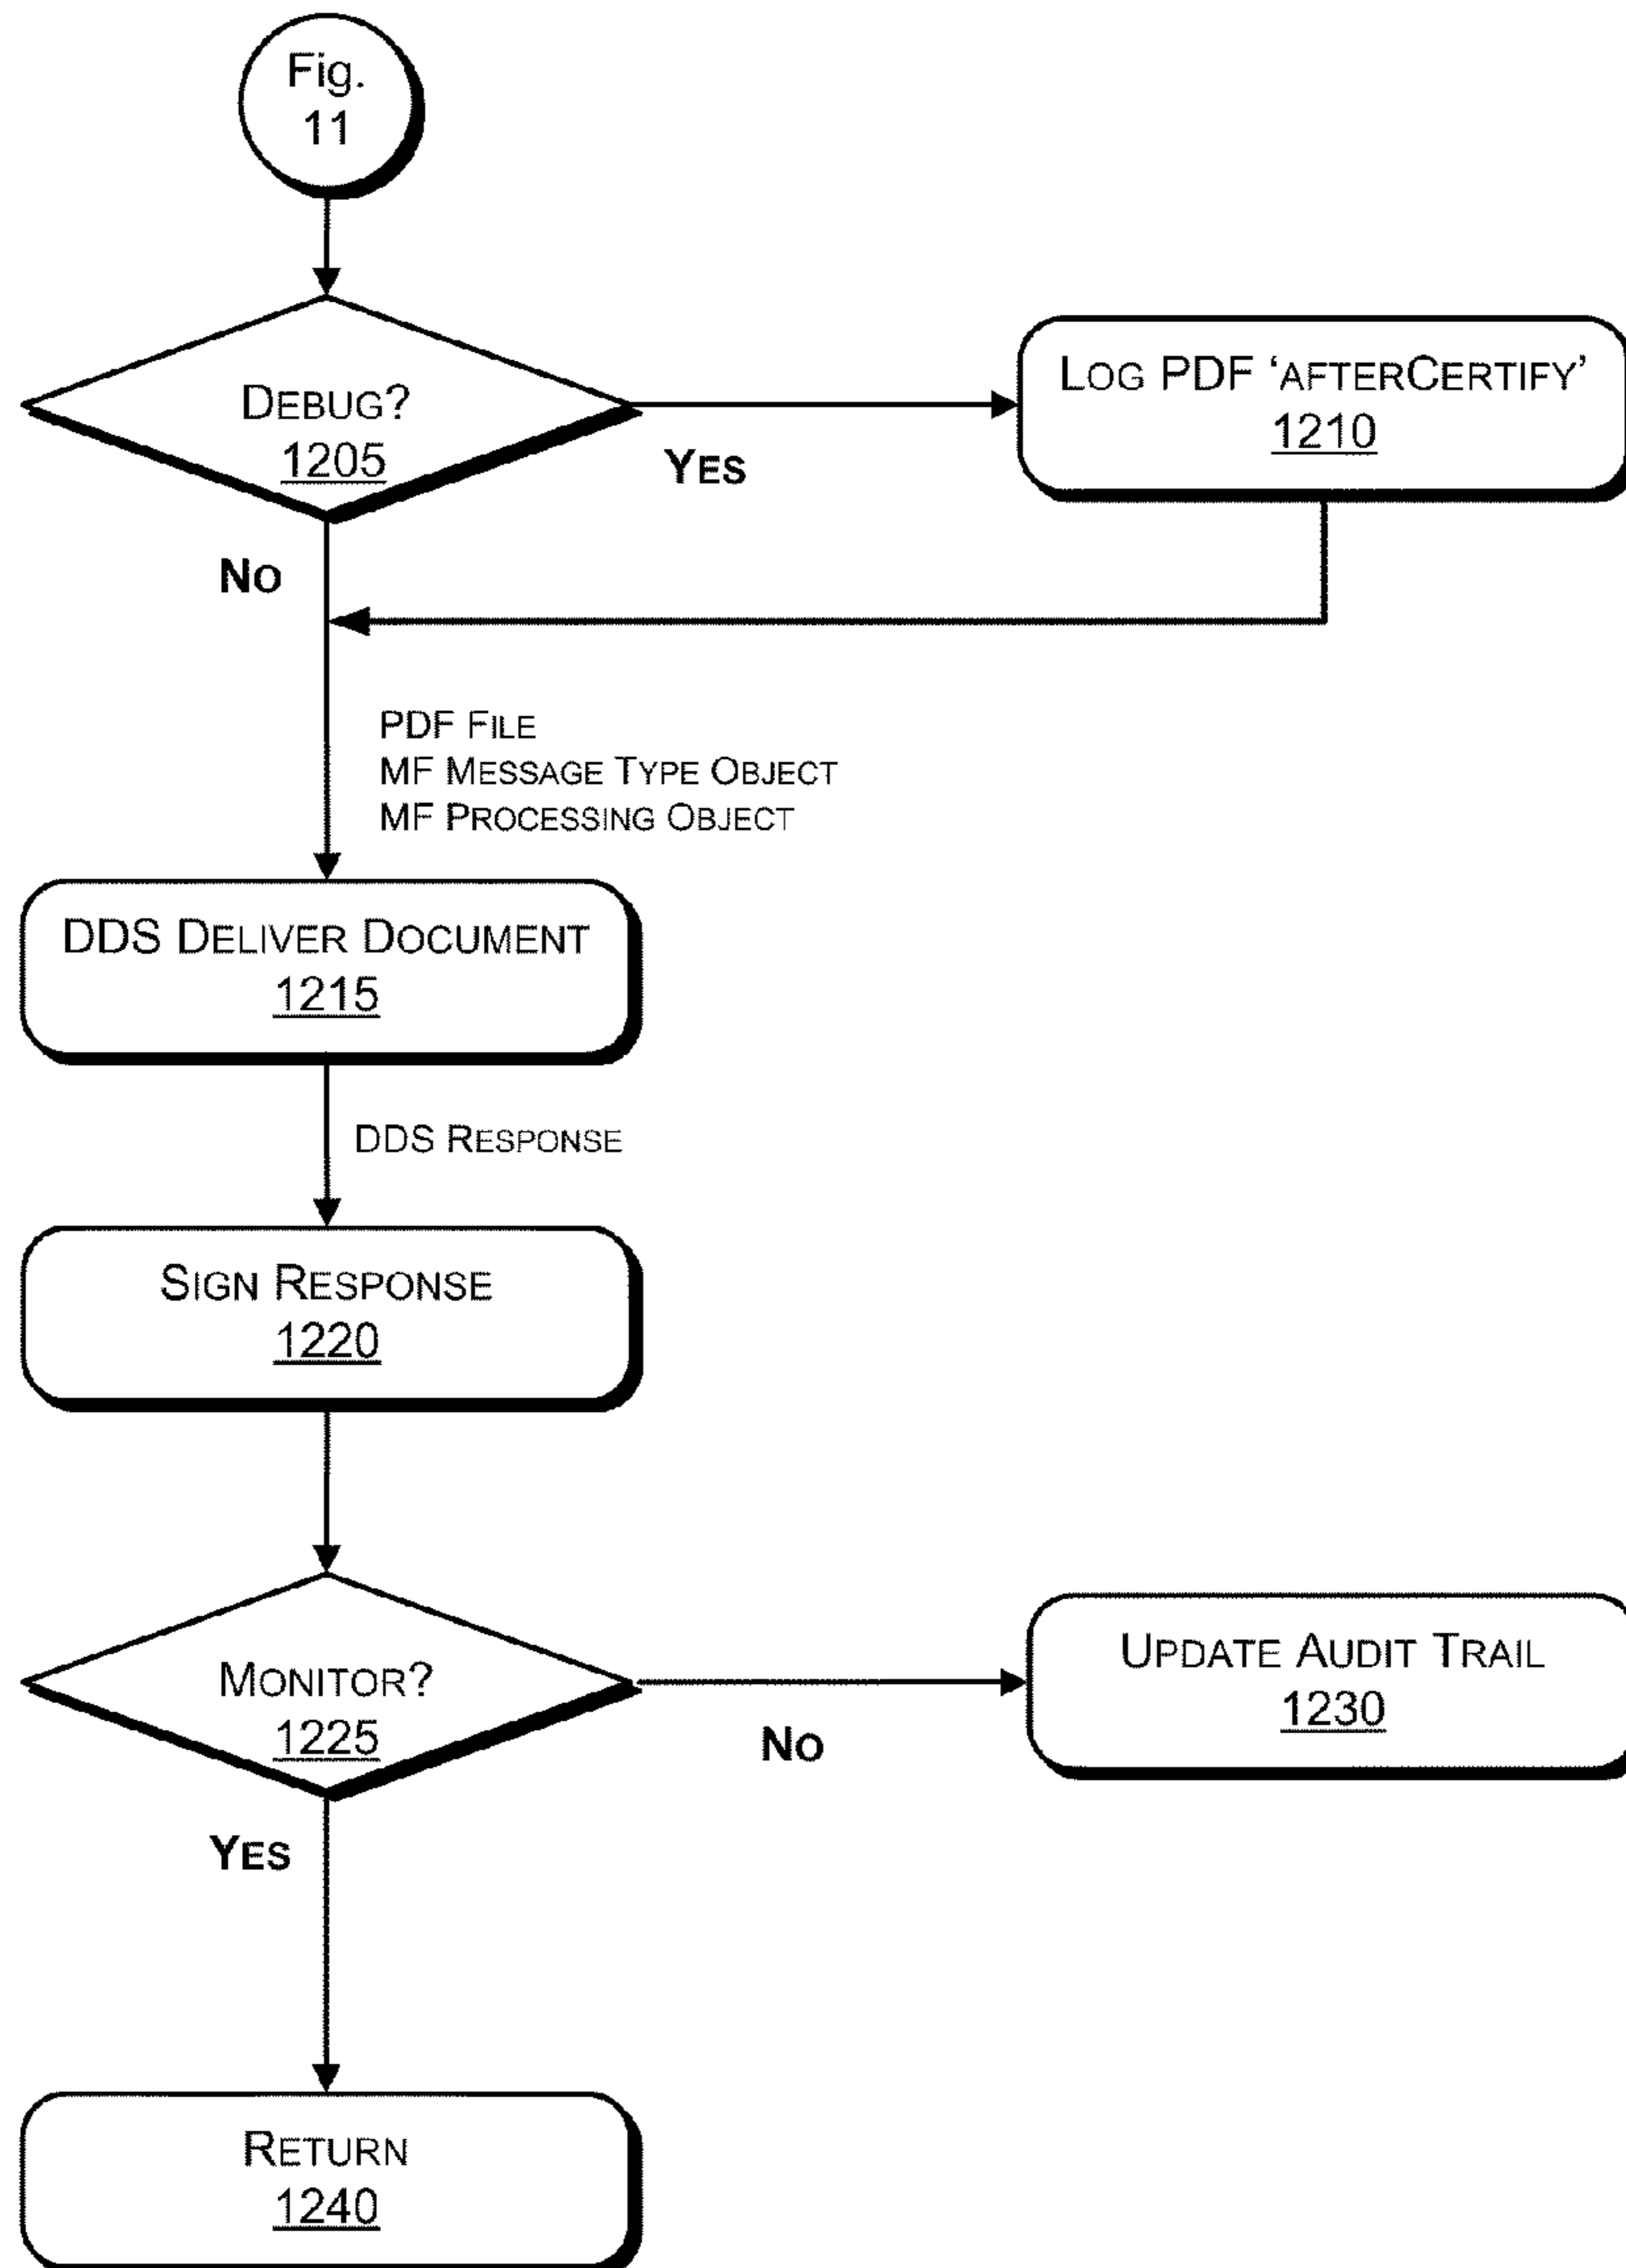 Fig.
11
DEBUG?
1205
YES
LOG PDF ‘AFTERCERTIFY’
1210
NO
PDF FILE
MF MESSAGE TYPE OBJECT
MF PROCESSING OBJECT
DDS DELIVER DOCUMENT
1215
DDS RESPONSE
SIGN RESPONSE
1220
MONITOR?
1225
NO
UPDATE AUDIT TRAIL
1230
YES
RETURN
1240